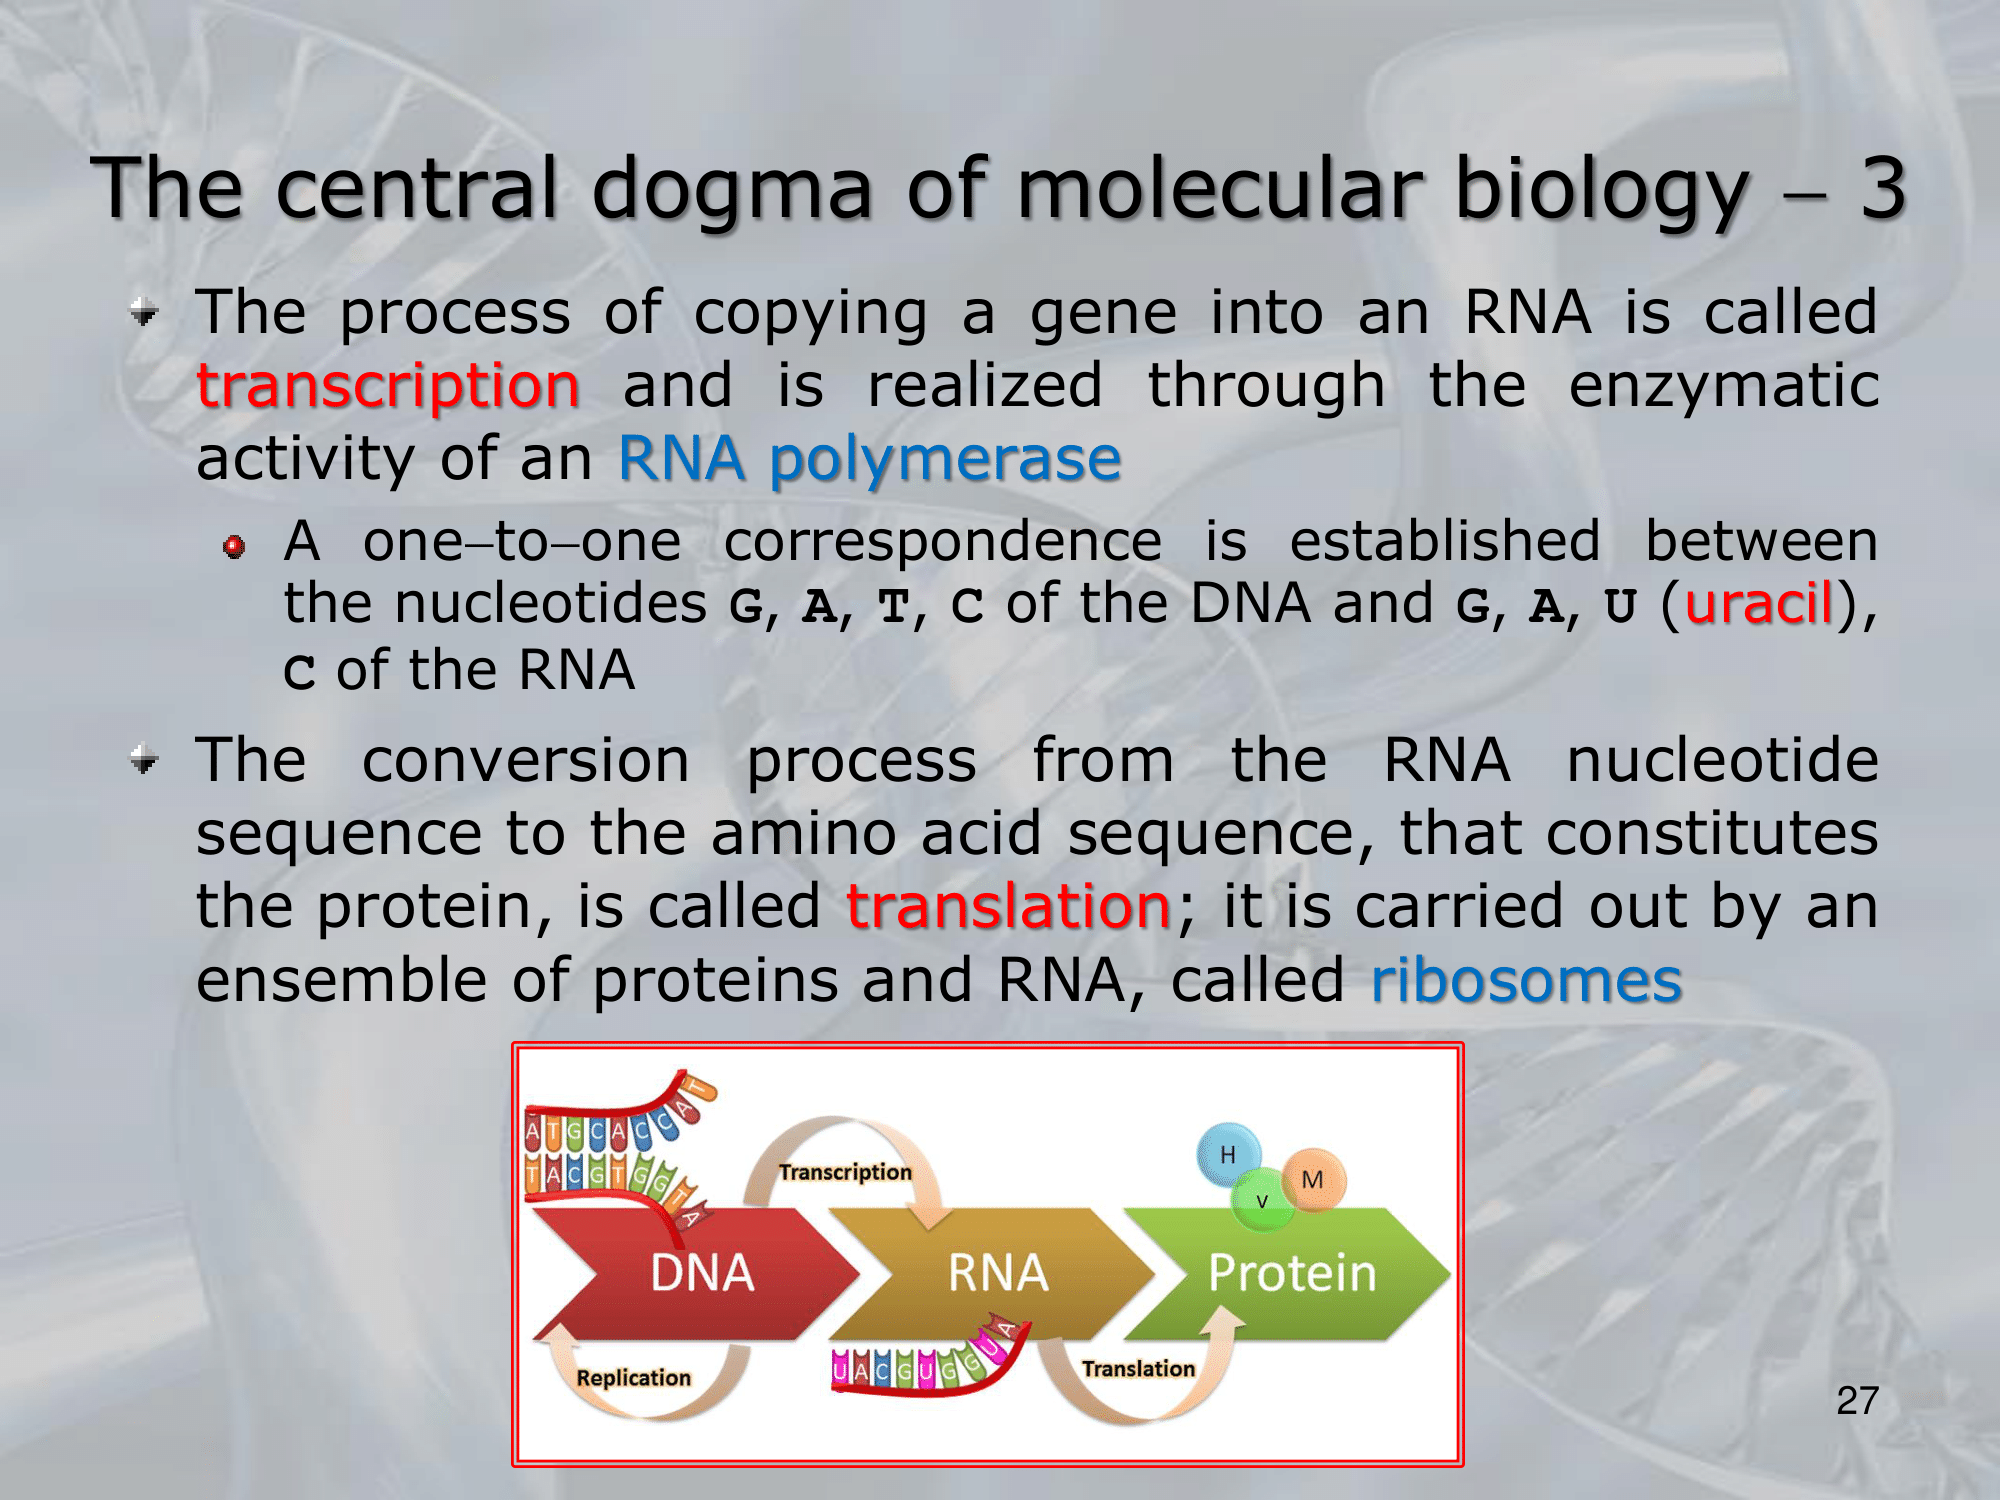 The central dogma of molecular biology – 3
The process of copying a gene into an RNA is called
transcription and is realized through the enzymatic
activity of an RNA polymerase
A one–to–one correspondence is established between
the nucleotides G, A, T, C of the DNA and G, A, U (uracil),
C of the RNA
The conversion process from the RNA nucleotide
sequence to the amino acid sequence, that constitutes
the protein, is called translation; it is carried out by an
ensemble of proteins and RNA, called ribosomes
A T G C A C C A T
T A C G T G G T A
Transcription
H
V
M
DNA
RNA
Protein
Replication
U A C G U G G U A
Translation
27